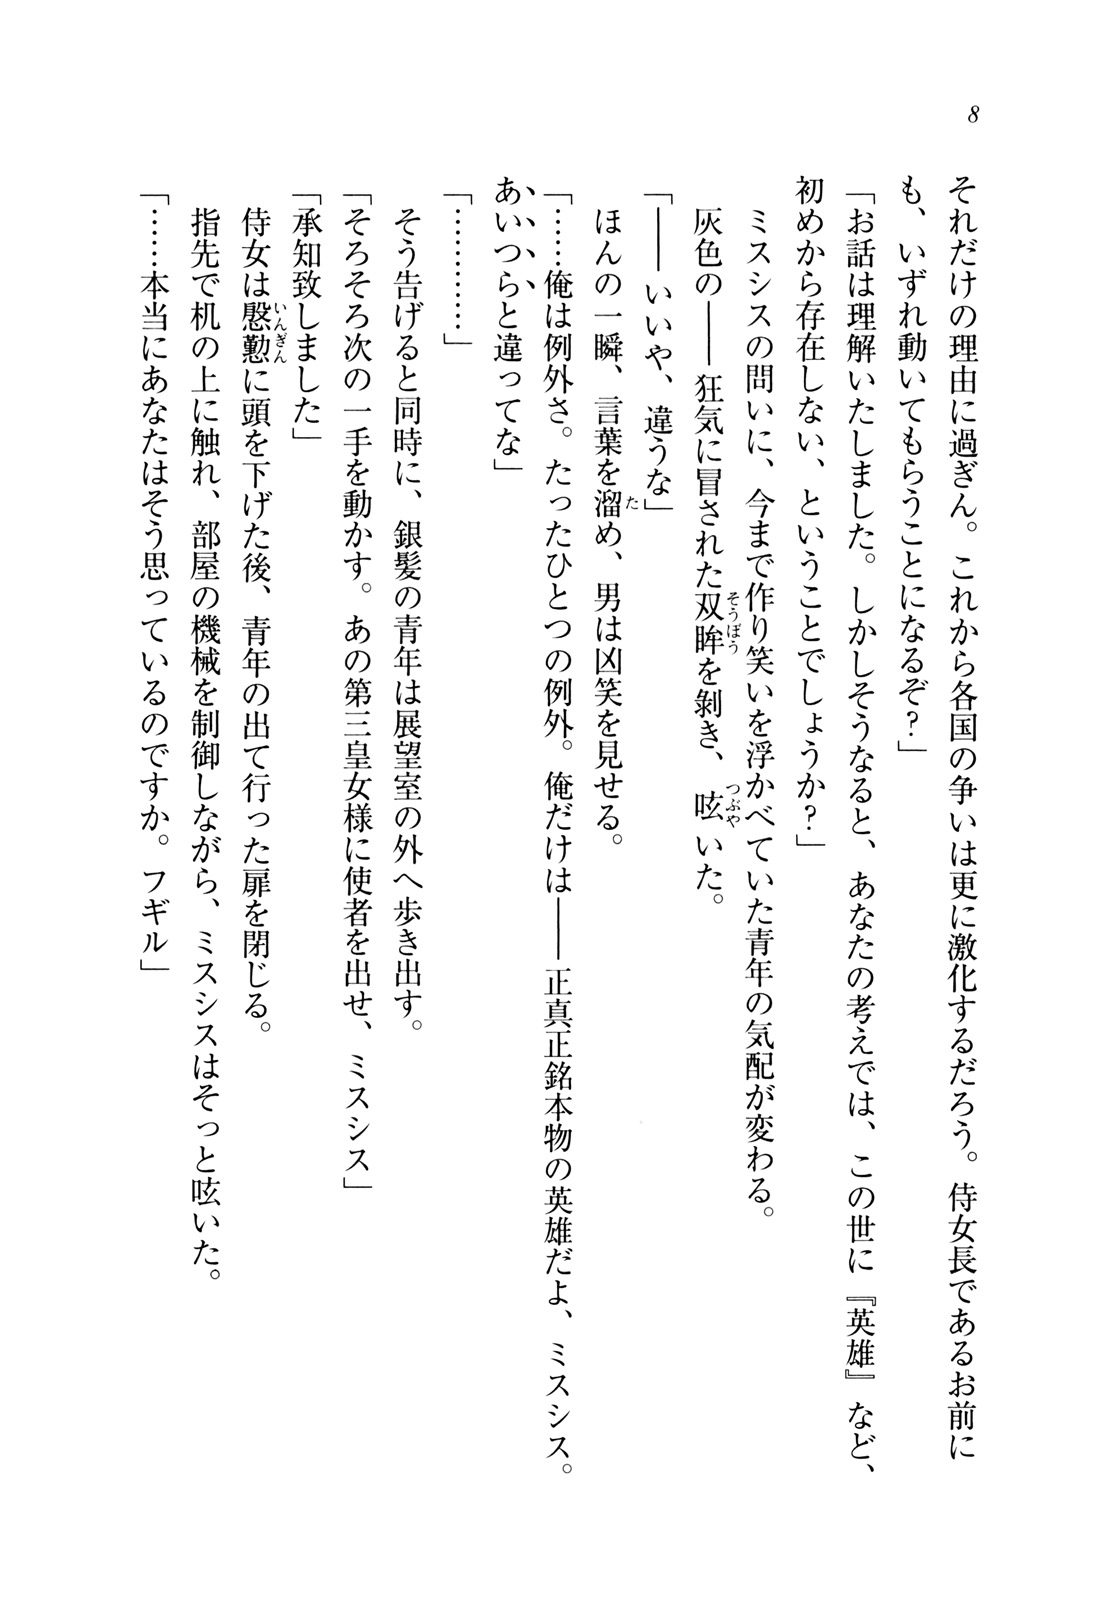 8
それだけの理由に過ぎん。これから各国の争いは更に激化するだろう。侍女長であるお前に
も、いずれ動いてもらうことになるぞ？」
「お話は理解いたしました。しかしそうなると、あなたの考えでは、この世に『英雄』など、
初めから存在しない、ということでしょうか？」
　ミスシスの問いに、今まで作り笑いを浮かべていた青年の気配が変わる。
　灰色の――狂気に冒された双眸そうぼうを剝き、呟つぶやいた。
「――いいや、違うな」
　ほんの一瞬、言葉を溜ため、男は凶笑を見せる。
「……俺は例外さ。たったひとつの例外。俺だけは――正真正銘本物の英雄だよ、ミスシス。
あいつらと違ってな」
「…………」
　そう告げると同時に、銀髪の青年は展望室の外へ歩き出す。
「そろそろ次の一手を動かす。あの第三皇女様に使者を出せ、ミスシス」
「承知致しました」
　侍女は慇懃いんぎんに頭を下げた後、青年の出て行った扉を閉じる。
　指先で机の上に触れ、部屋の機械を制御しながら、ミスシスはそっと呟いた。
「……本当にあなたはそう思っているのですか。フギル」